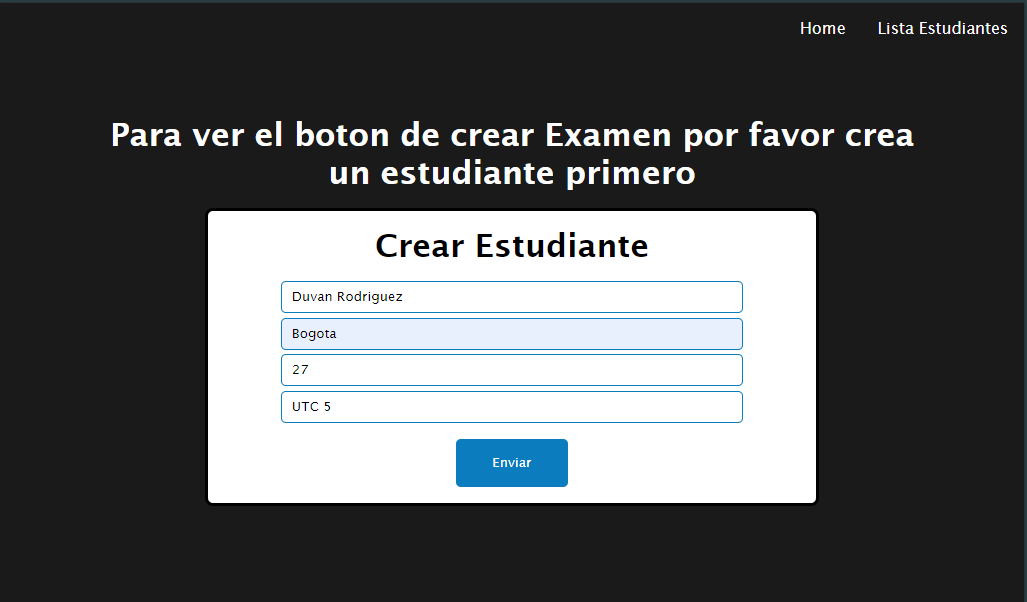 Home
Lista Estudiantes
Para ver el boton de crear Examen por favor crea
un estudiante primero
Crear Estudiante
Duvan Rodriguez
Bogota
27
UTC 5
Enviar